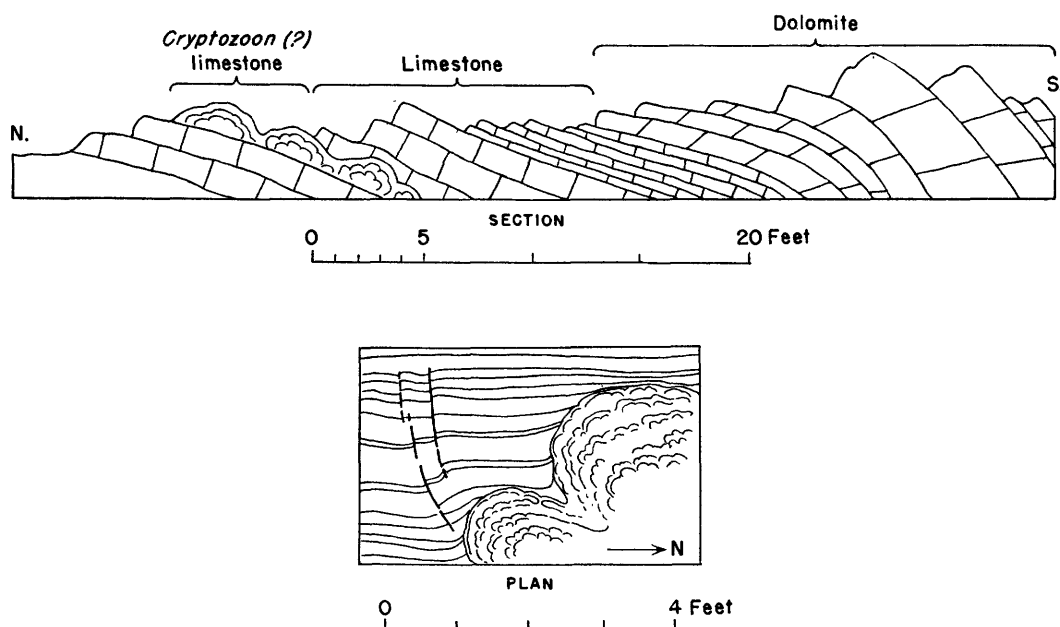 Dolomite
Cryptozoon (?)
limestone
Limestone
N.
S
SECTION
0 5 20 Feet
N
PLAN
0 4 Feet